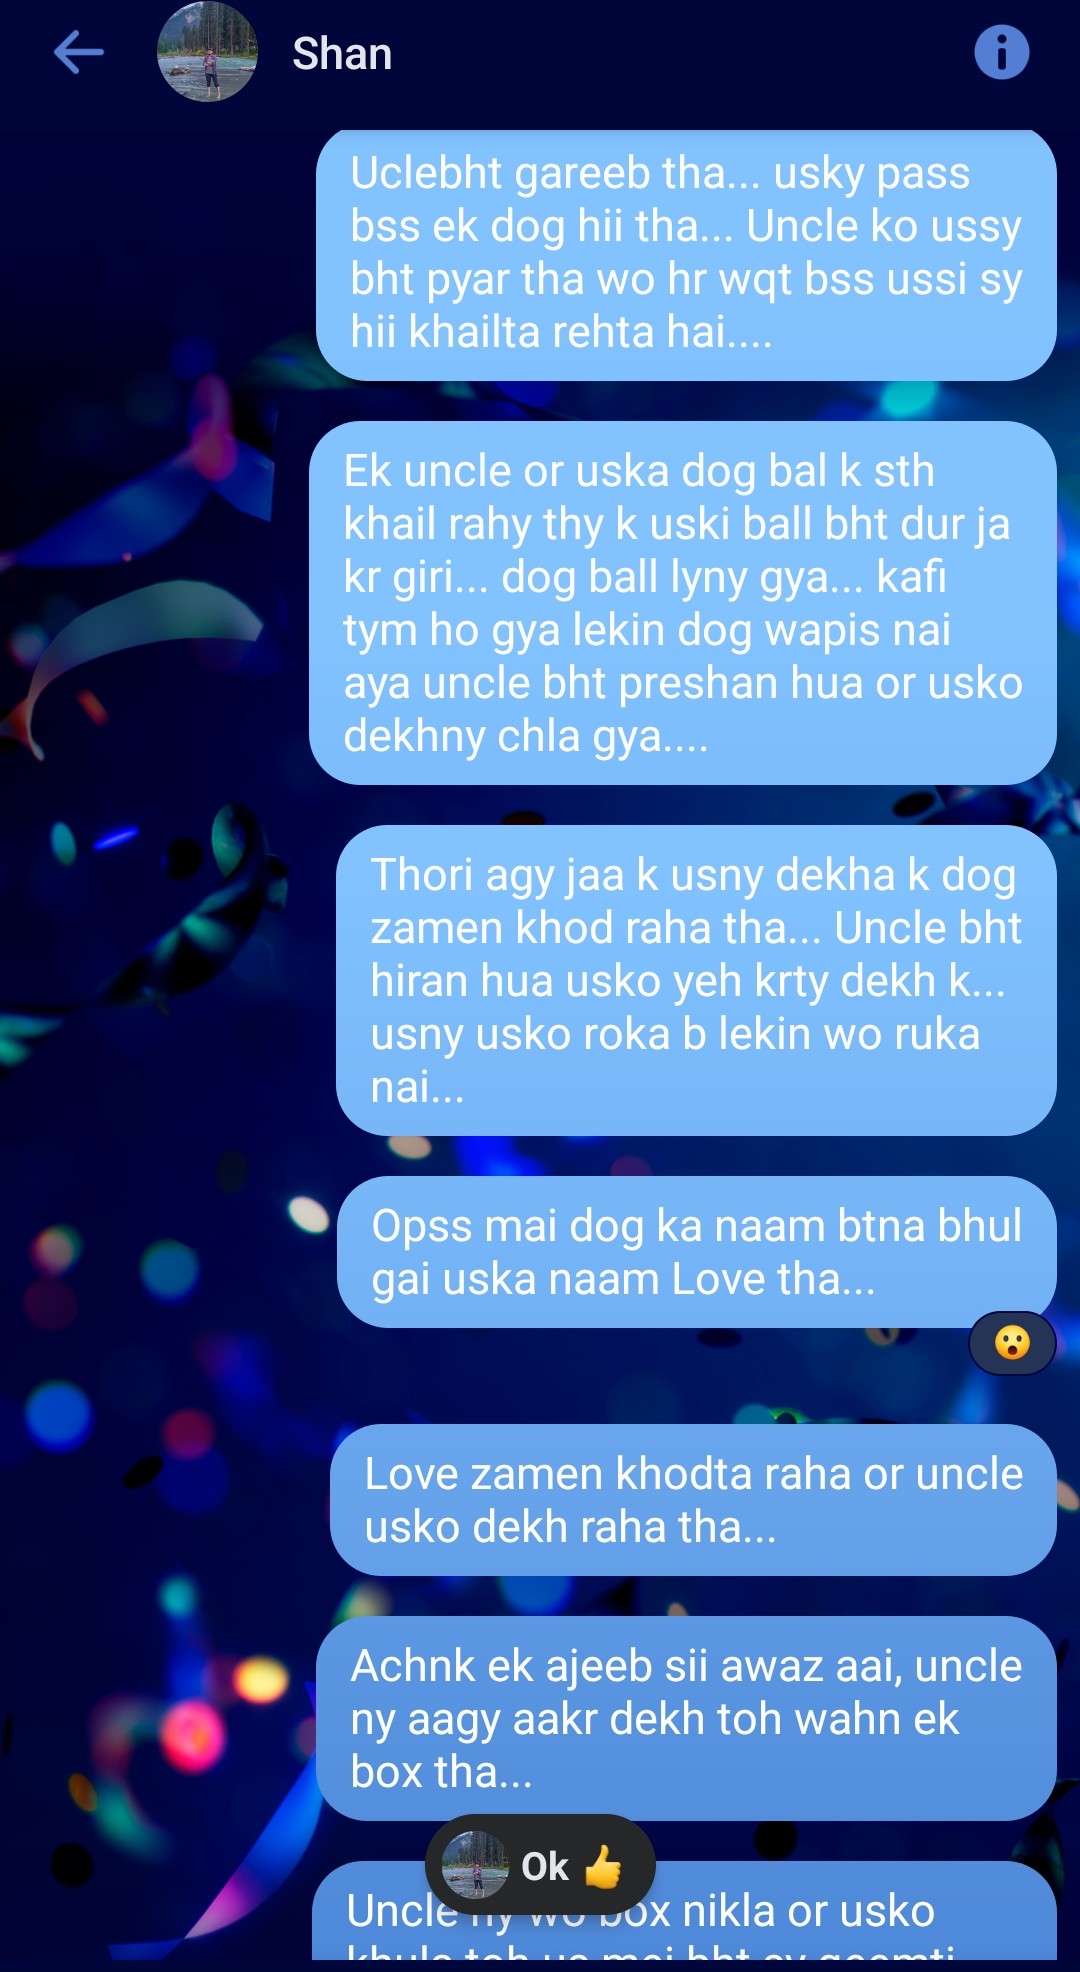 Shan
Uclebht gareeb tha... usky pass
bss ek dog hii tha... Uncle ko ussy
bht pyar tha wo hr wqt bss ussi sy
hii khailta rehta hai....
Ek uncle or uska dog bal k sth
khail rahy thy k uski ball bht dur ja
kr giri... dog ball lyny gya... kafi
tym ho gya lekin dog wapis nai
aya uncle bht preshan hua or usko
dekhny chla gya....
Thori agy jaa k usny dekha k dog
zamen khod raha tha... Uncle bht
hiran hua usko yeh krty dekh k...
usny usko roka b lekin wo ruka
nai...
Opss mai dog ka naam btna bhul
gai uska naam Love tha...
Love zamen khodta raha or uncle
usko dekh raha tha...
Achnk ek ajeeb sii awaz aai, uncle
ny aagy aakr dekh toh wahn ek
box tha...
Ok 👍
Uncle ny wo box nikla or usko